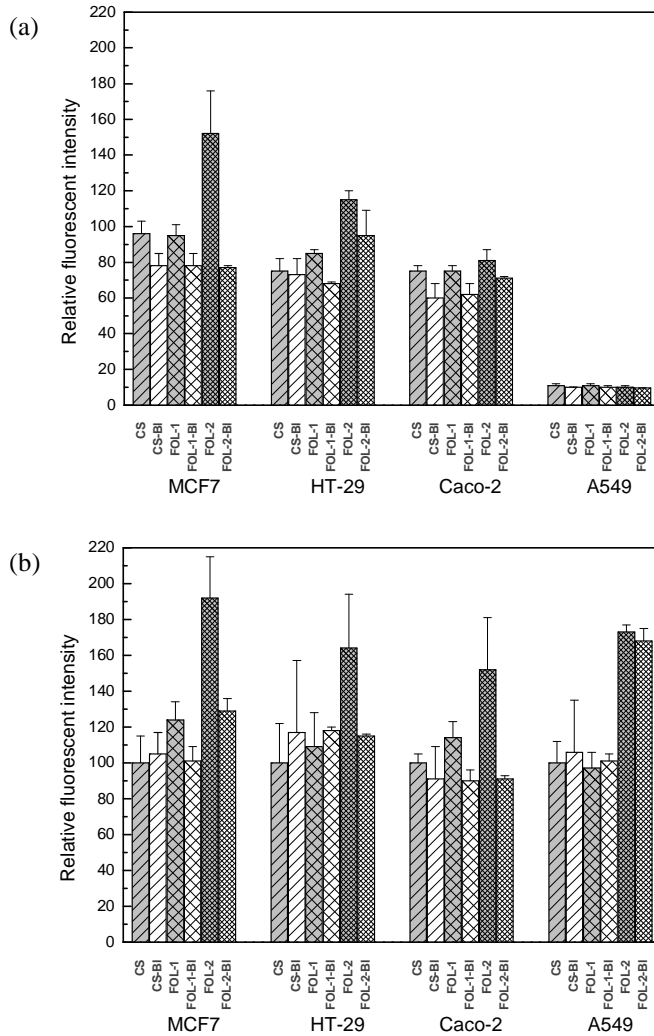 (a)
220
200
180
160
140
120
100
80
60
40
20
0
Relative fluorescent intensity
CS
CS-BI
FOL-1
FOL-1-BI
FOL-2
FOL-2-BI
CS
CS-BI
FOL-1
FOL-1-BI
FOL-2
FOL-2-BI
CS
CS-BI
FOL-1
FOL-1-BI
FOL-2
FOL-2-BI
CS
CS-BI
FOL-1
FOL-1-BI
FOL-2
FOL-2-BI
MCF7 HT-29 Caco-2 A549
(b)
220
200
180
160
140
120
100
80
60
40
20
0
Relative fluorescent intensity
CS
CS-BI
FOL-1
FOL-1-BI
FOL-2
FOL-2-BI
CS
CS-BI
FOL-1
FOL-1-BI
FOL-2
FOL-2-BI
CS
CS-BI
FOL-1
FOL-1-BI
FOL-2
FOL-2-BI
CS
CS-BI
FOL-1
FOL-1-BI
FOL-2
FOL-2-BI
MCF7 HT-29 Caco-2 A549